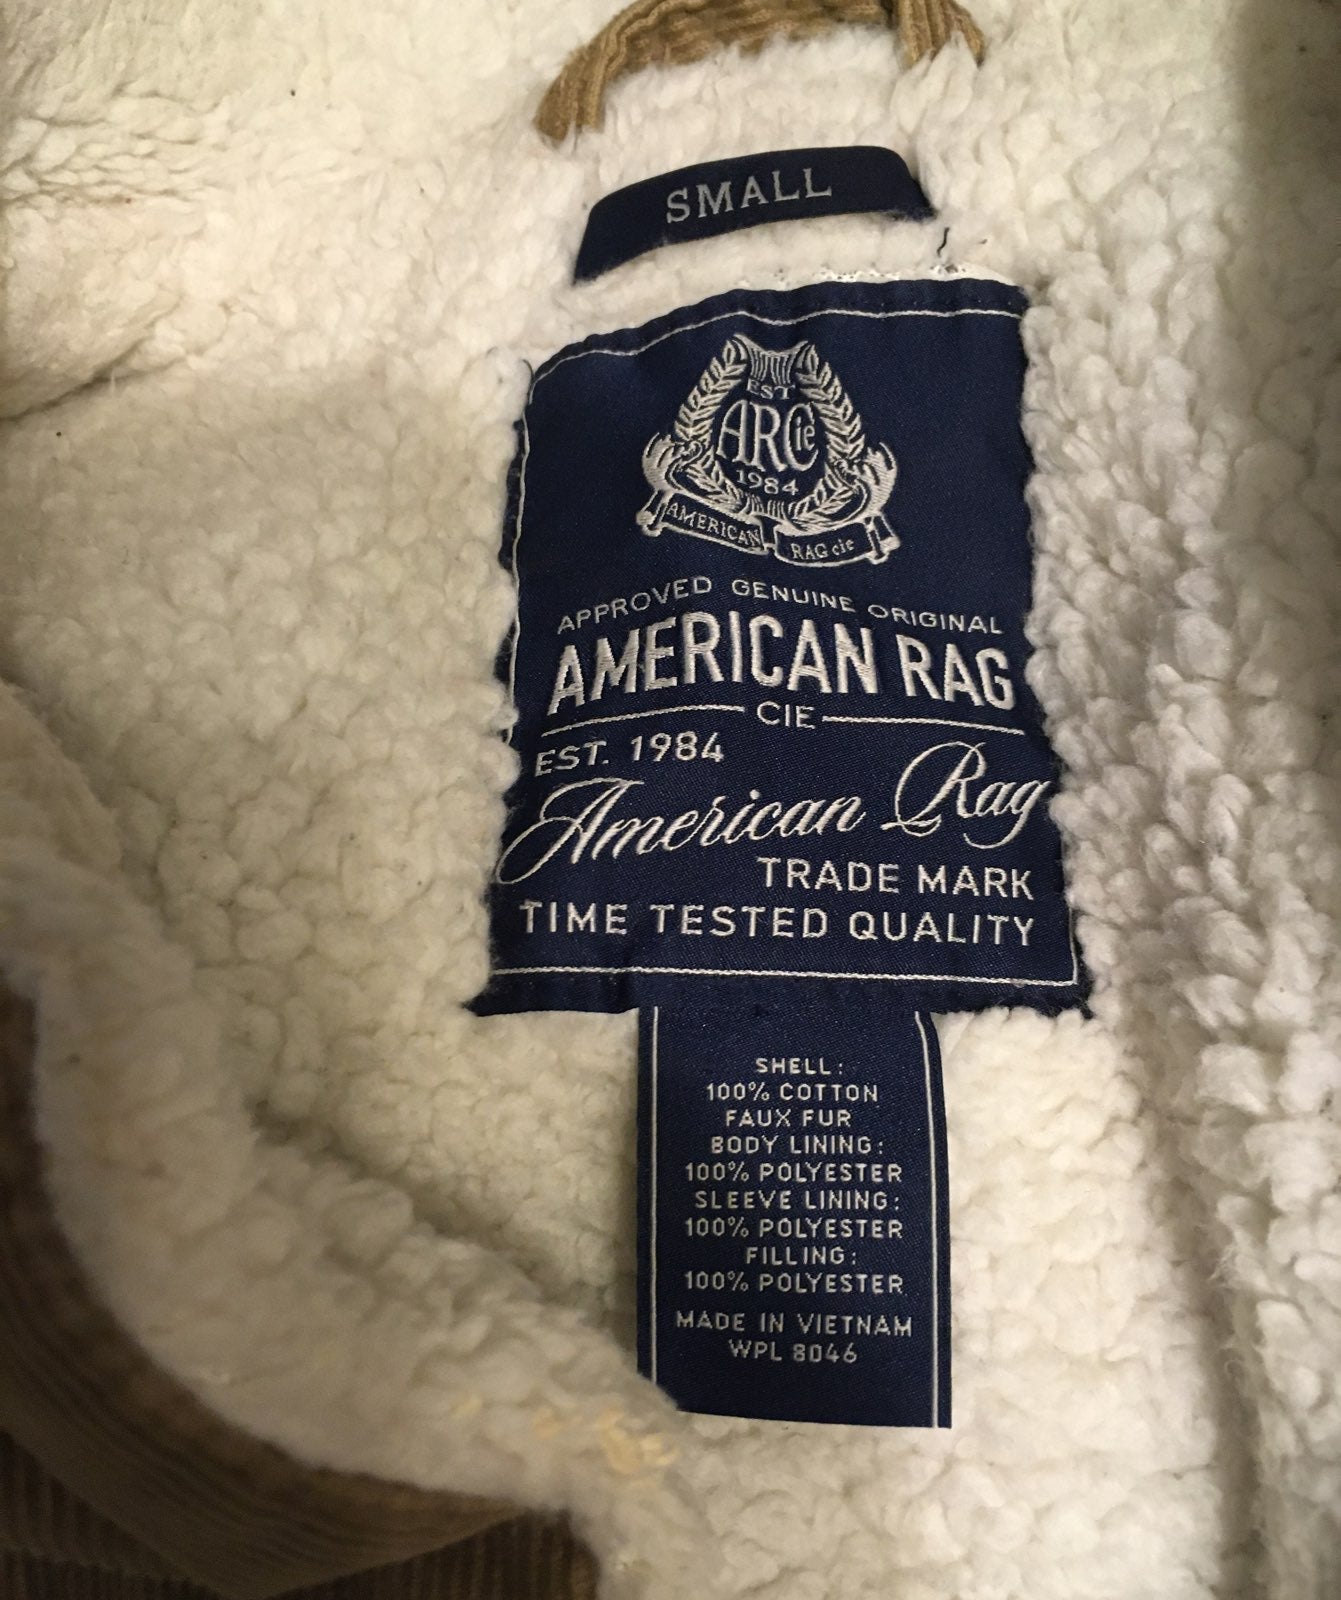 SMALL
EST
ARCie
1984
AMERICAN RAG cie
APPROVED GENUINE ORIGINAL
AMERICAN RAG
CIE
EST. 1984
American Rag
TRADE MARK
TIME TESTED QUALITY
SHELL:
100% COTTON
FAUX FUR
BODY LINING:
100% POLYESTER
SLEEVE LINING:
100% POLYESTER
FILLING:
100% POLYESTER
MADE IN VIETNAM
WPL 8046